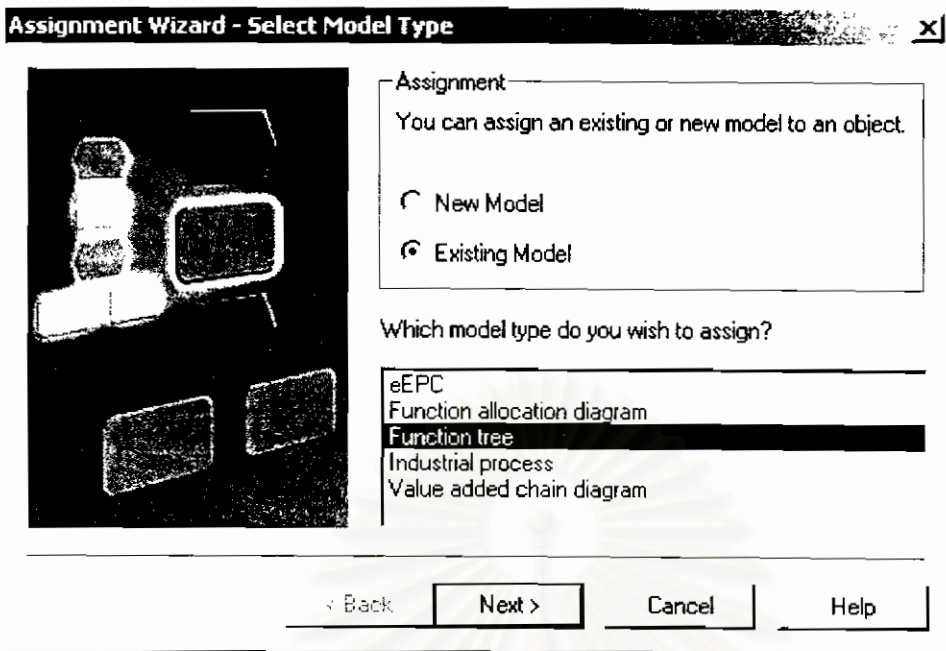 Assignment Wizard - Select Model Type
x
Assignment
You can assign an existing or new model to an object.
New Model
Existing Model
Which model type do you wish to assign?
eEPC
Function allocation diagram
Function tree
Industrial process
Value added chain diagram
< Back Next > Cancel Help